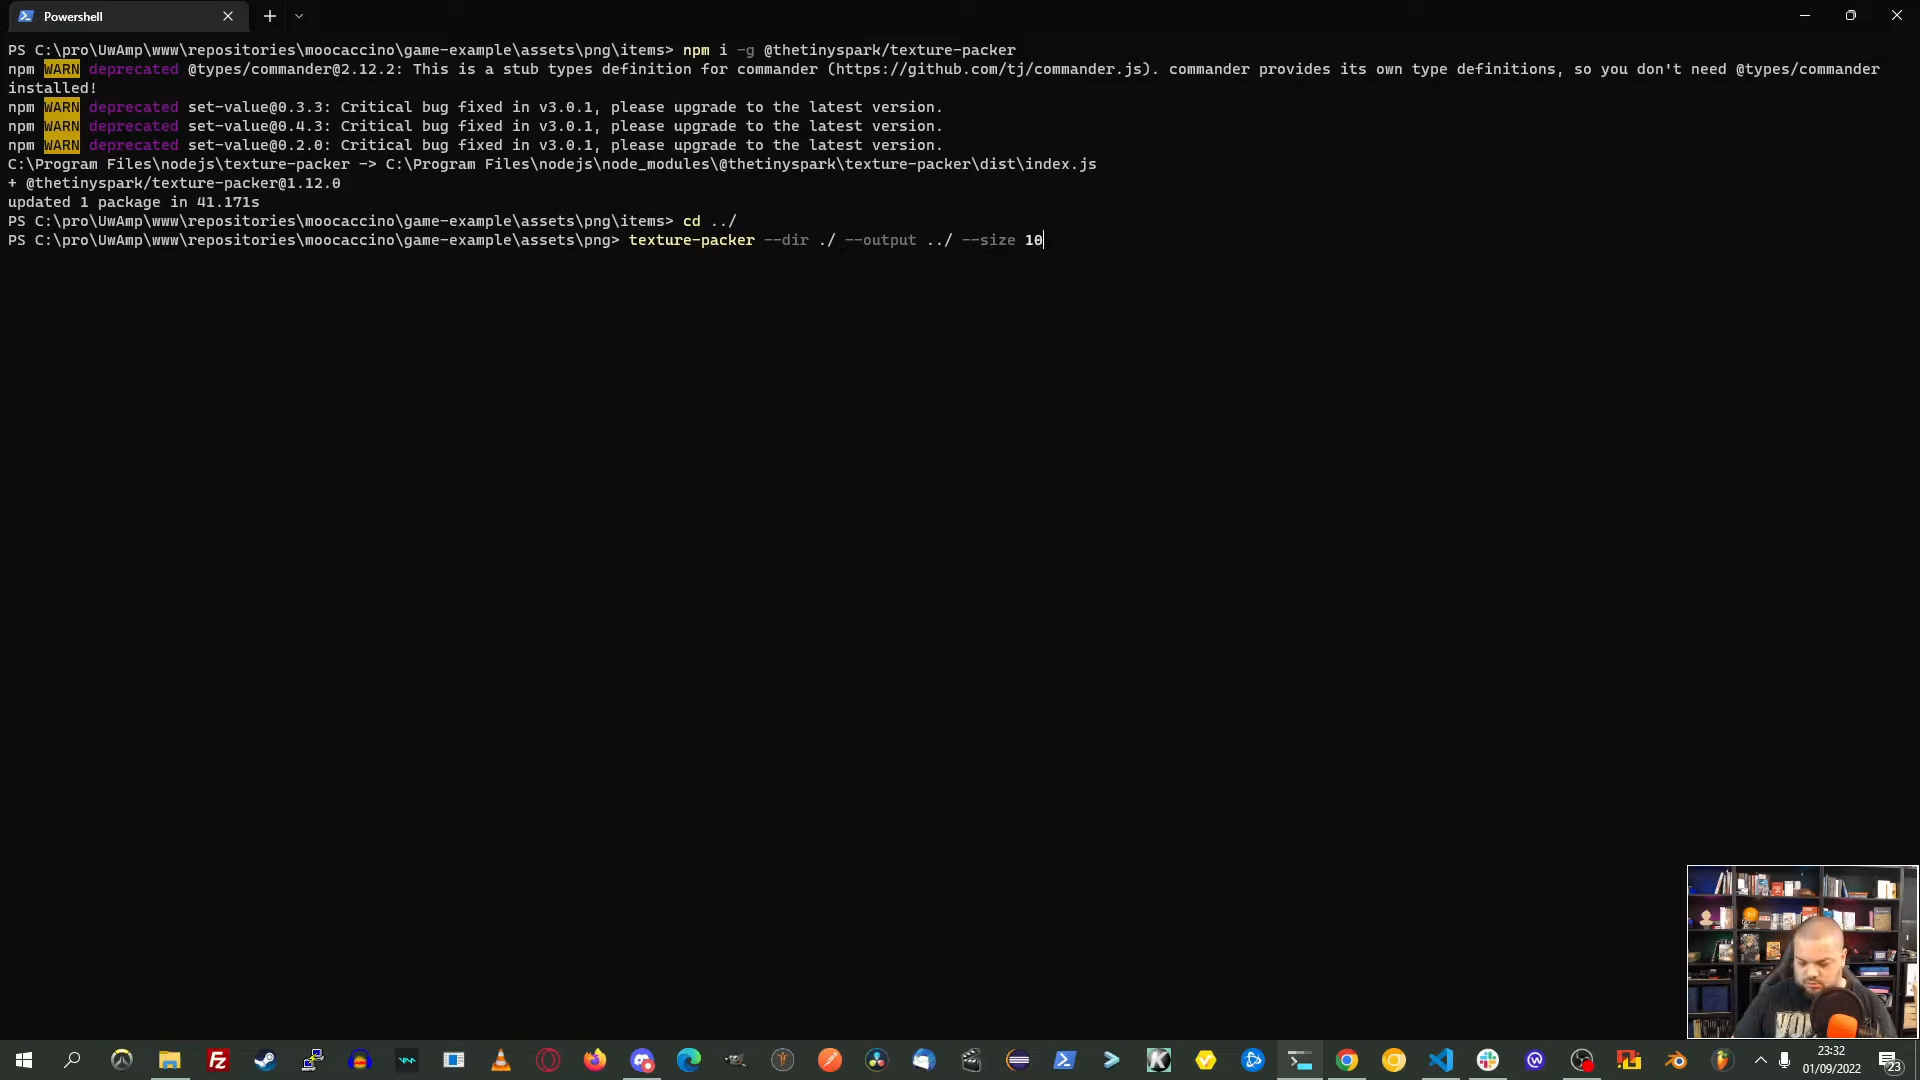 Powershell
PS C:\pro\UwAmp\www\repositories\moocaccino\game-example\assets\png\items> npm i -g @thetinyspark/texture-packer
npm WARN deprecated @types/commander@2.12.2: This is a stub types definition for commander (https://github.com/tj/commander.js). commander provides its own type definitions, so you don't need @types/commander
installed!
npm WARN deprecated set-value@0.3.3: Critical bug fixed in v3.0.1, please upgrade to the latest version.
npm WARN deprecated set-value@0.4.3: Critical bug fixed in v3.0.1, please upgrade to the latest version.
npm WARN deprecated set-value@0.2.0: Critical bug fixed in v3.0.1, please upgrade to the latest version.
C:\Program Files\nodejs\texture-packer -> C:\Program Files\nodejs\node_modules\@thetinyspark\texture-packer\dist\index.js
+ @thetinyspark/texture-packer@1.12.0
updated 1 package in 41.171s
PS C:\pro\UwAmp\www\repositories\moocaccino\game-example\assets\png\items> cd ../
PS C:\pro\UwAmp\www\repositories\moocaccino\game-example\assets\png> texture-packer --dir ./ --output ../ --size 10
23:32
01/09/2022
23